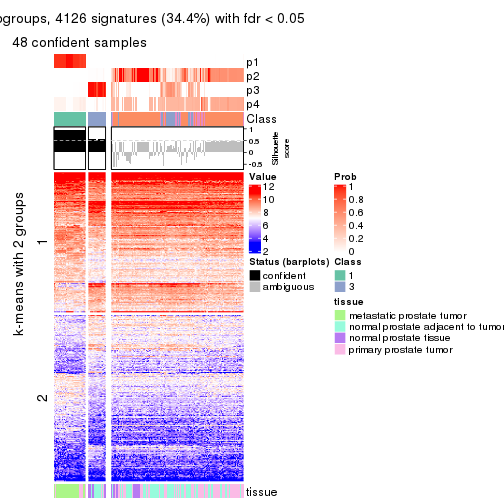 ogroups, 4126 signatures (34.4%) with fdr < 0.05
48 confident samples
p1
p2
p3
p4
Class
1
0.5
0
-0.5
Silhouette
score
k-means with 2 groups
1
2
Value
12
10
8
6
4
2
Prob
1
0.8
0.6
0.4
0.2
0
Status (barplots)
confident
ambiguous
Class
1
3
tissue
metastatic prostate tumor
normal prostate adjacent to tumor
normal prostate tissue
primary prostate tumor
tissue